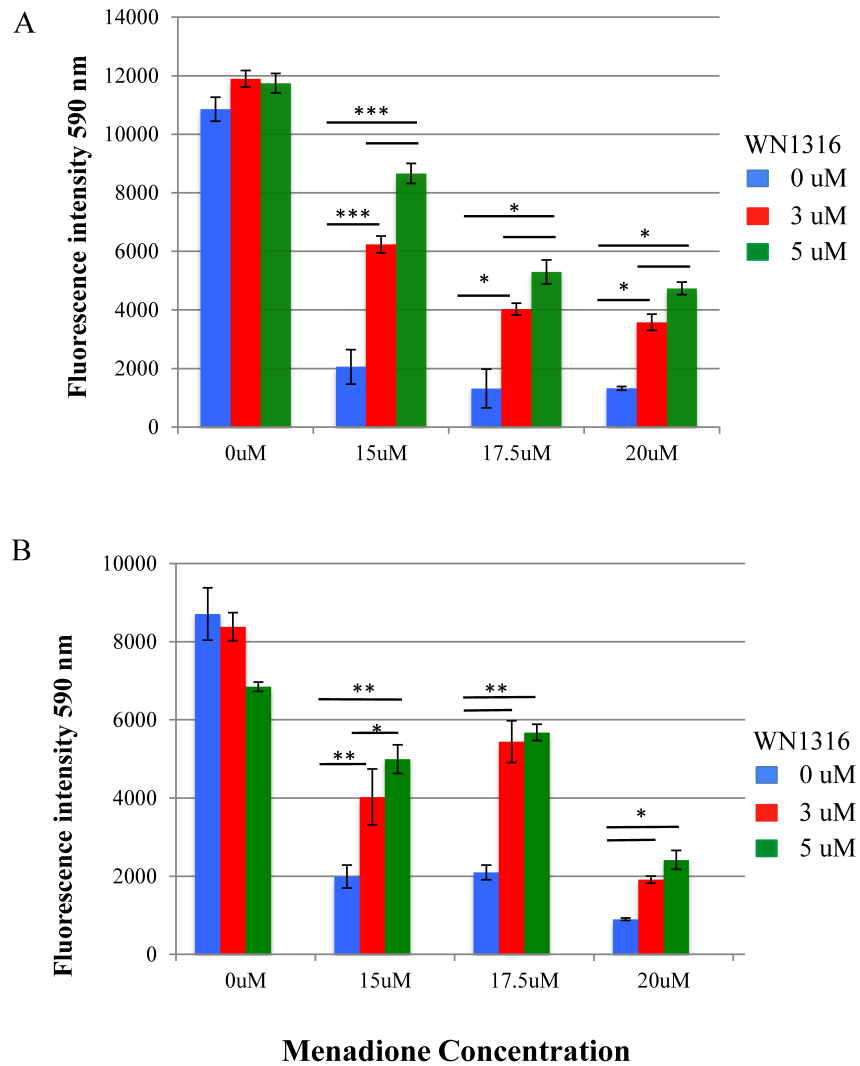 A
Fluorescence intensity 590 nm
14000
12000
10000
8000
6000
4000
2000
0
***
***
*
*
*
*
0uM
15uM
17.5uM
20uM
WN1316
0 uM
3 uM
5 uM
B
Fluorescence intensity 590 nm
10000
8000
6000
4000
2000
0
**
*
**
**
*
0uM
15uM
17.5uM
20uM
WN1316
0 uM
3 uM
5 uM
Menadione Concentration